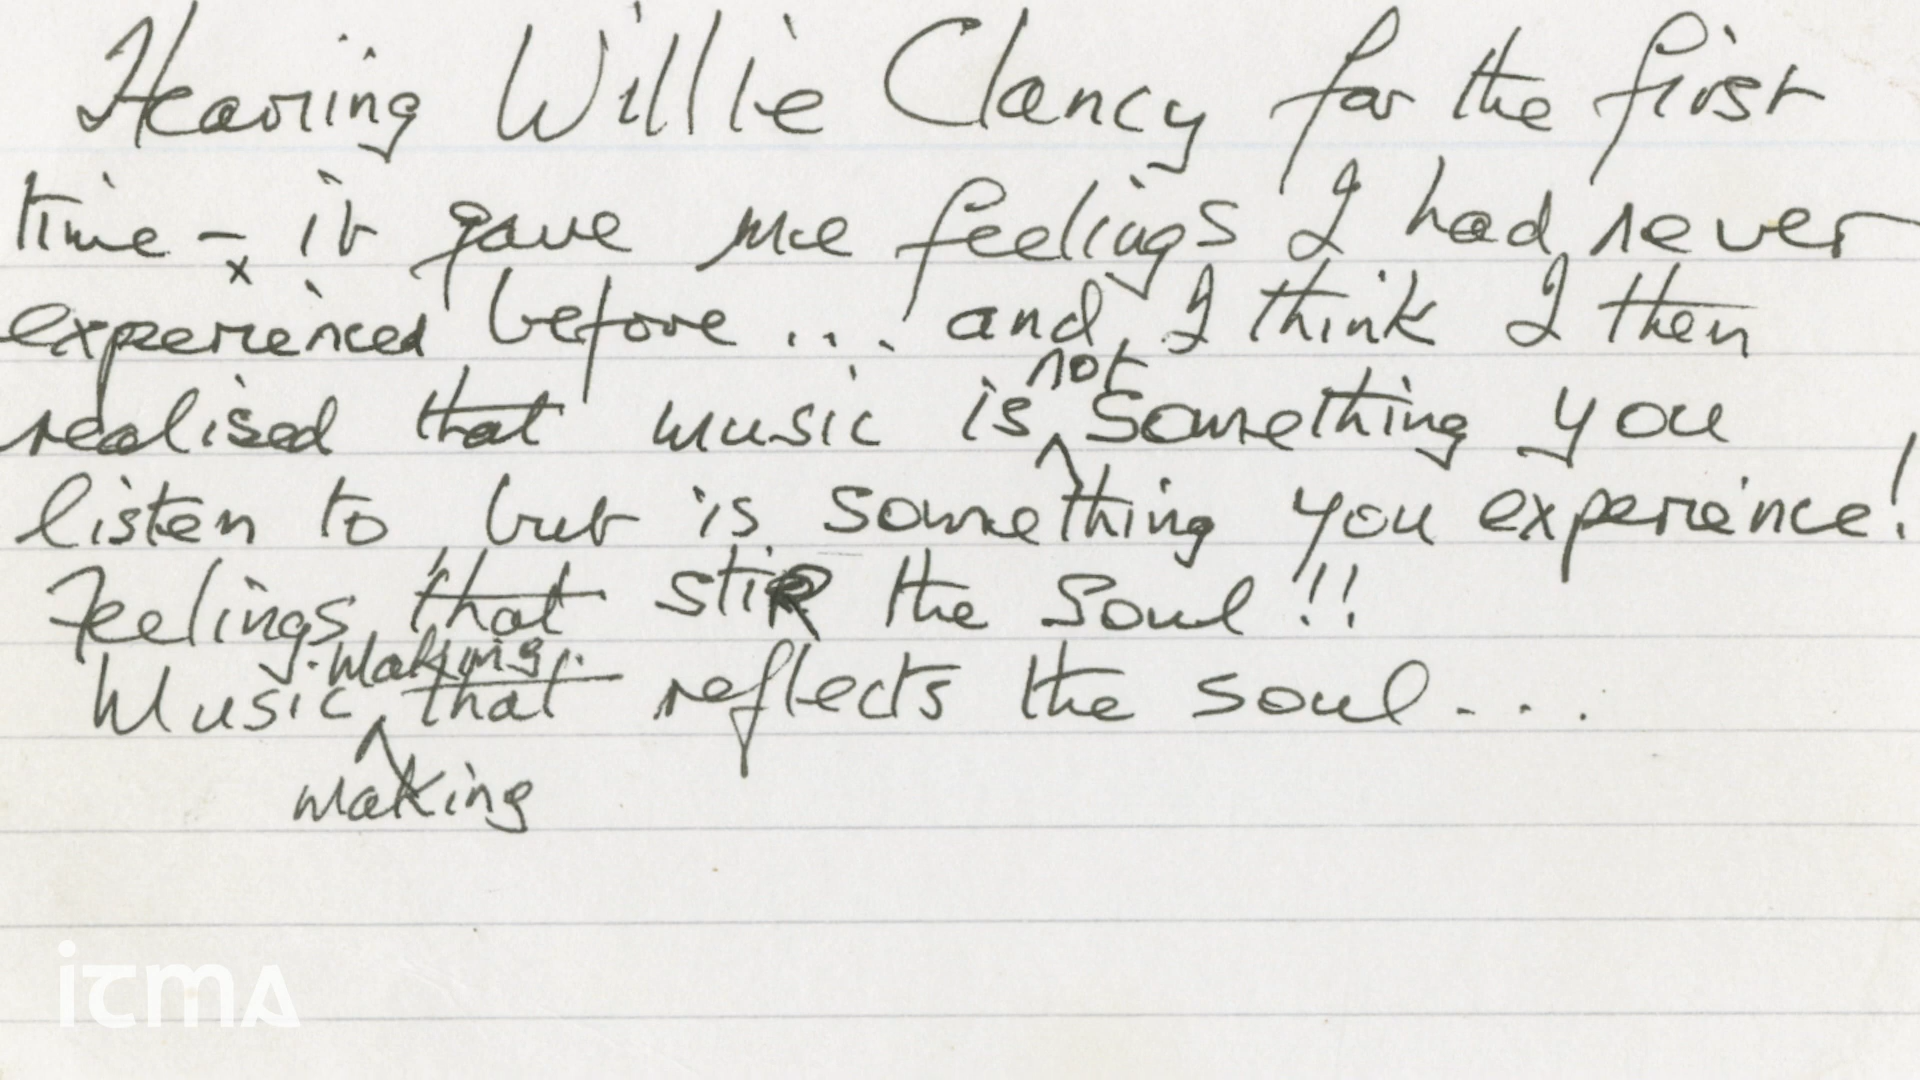 Hearing Willie Clancy for the first
time - it gave me feelings I had never
x
experienced before ... and I think I then
not
realised that music is ^ something you
listen to but is something you experience!
Feelings that stiR the soul!!
making
Music ^ that reflects the soul...
making
iTMA